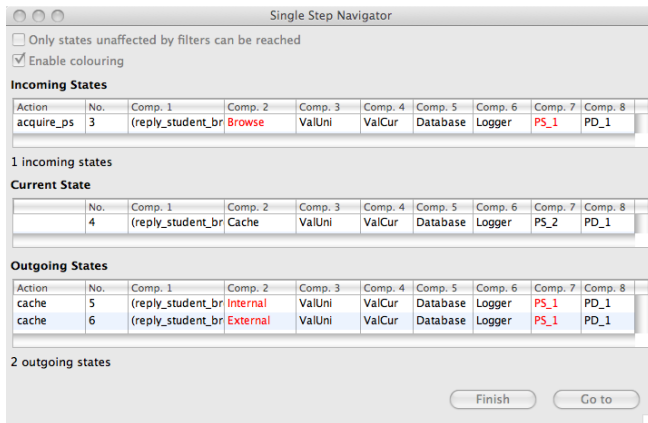 Single Step Navigator
Only states unaffected by filters can be reached
Enable colouring
Incoming States
Action No. Comp. 1 Comp. 2 Comp. 3 Comp. 4 Comp. 5 Comp. 6 Comp. 7 Comp. 8
acquire_ps 3 (reply_student_br Browse ValUni ValCur Database Logger PS_1 PD_1
1 incoming states
Current State
No. Comp. 1 Comp. 2 Comp. 3 Comp. 4 Comp. 5 Comp. 6 Comp. 7 Comp. 8
4 (reply_student_br Cache ValUni ValCur Database Logger PS_2 PD_1
Outgoing States
Action No. Comp. 1 Comp. 2 Comp. 3 Comp. 4 Comp. 5 Comp. 6 Comp. 7 Comp. 8
cache 5 (reply_student_br Internal ValUni ValCur Database Logger PS_1 PD_1
cache 6 (reply_student_br External ValUni ValCur Database Logger PS_1 PD_1
2 outgoing states
Finish Go to